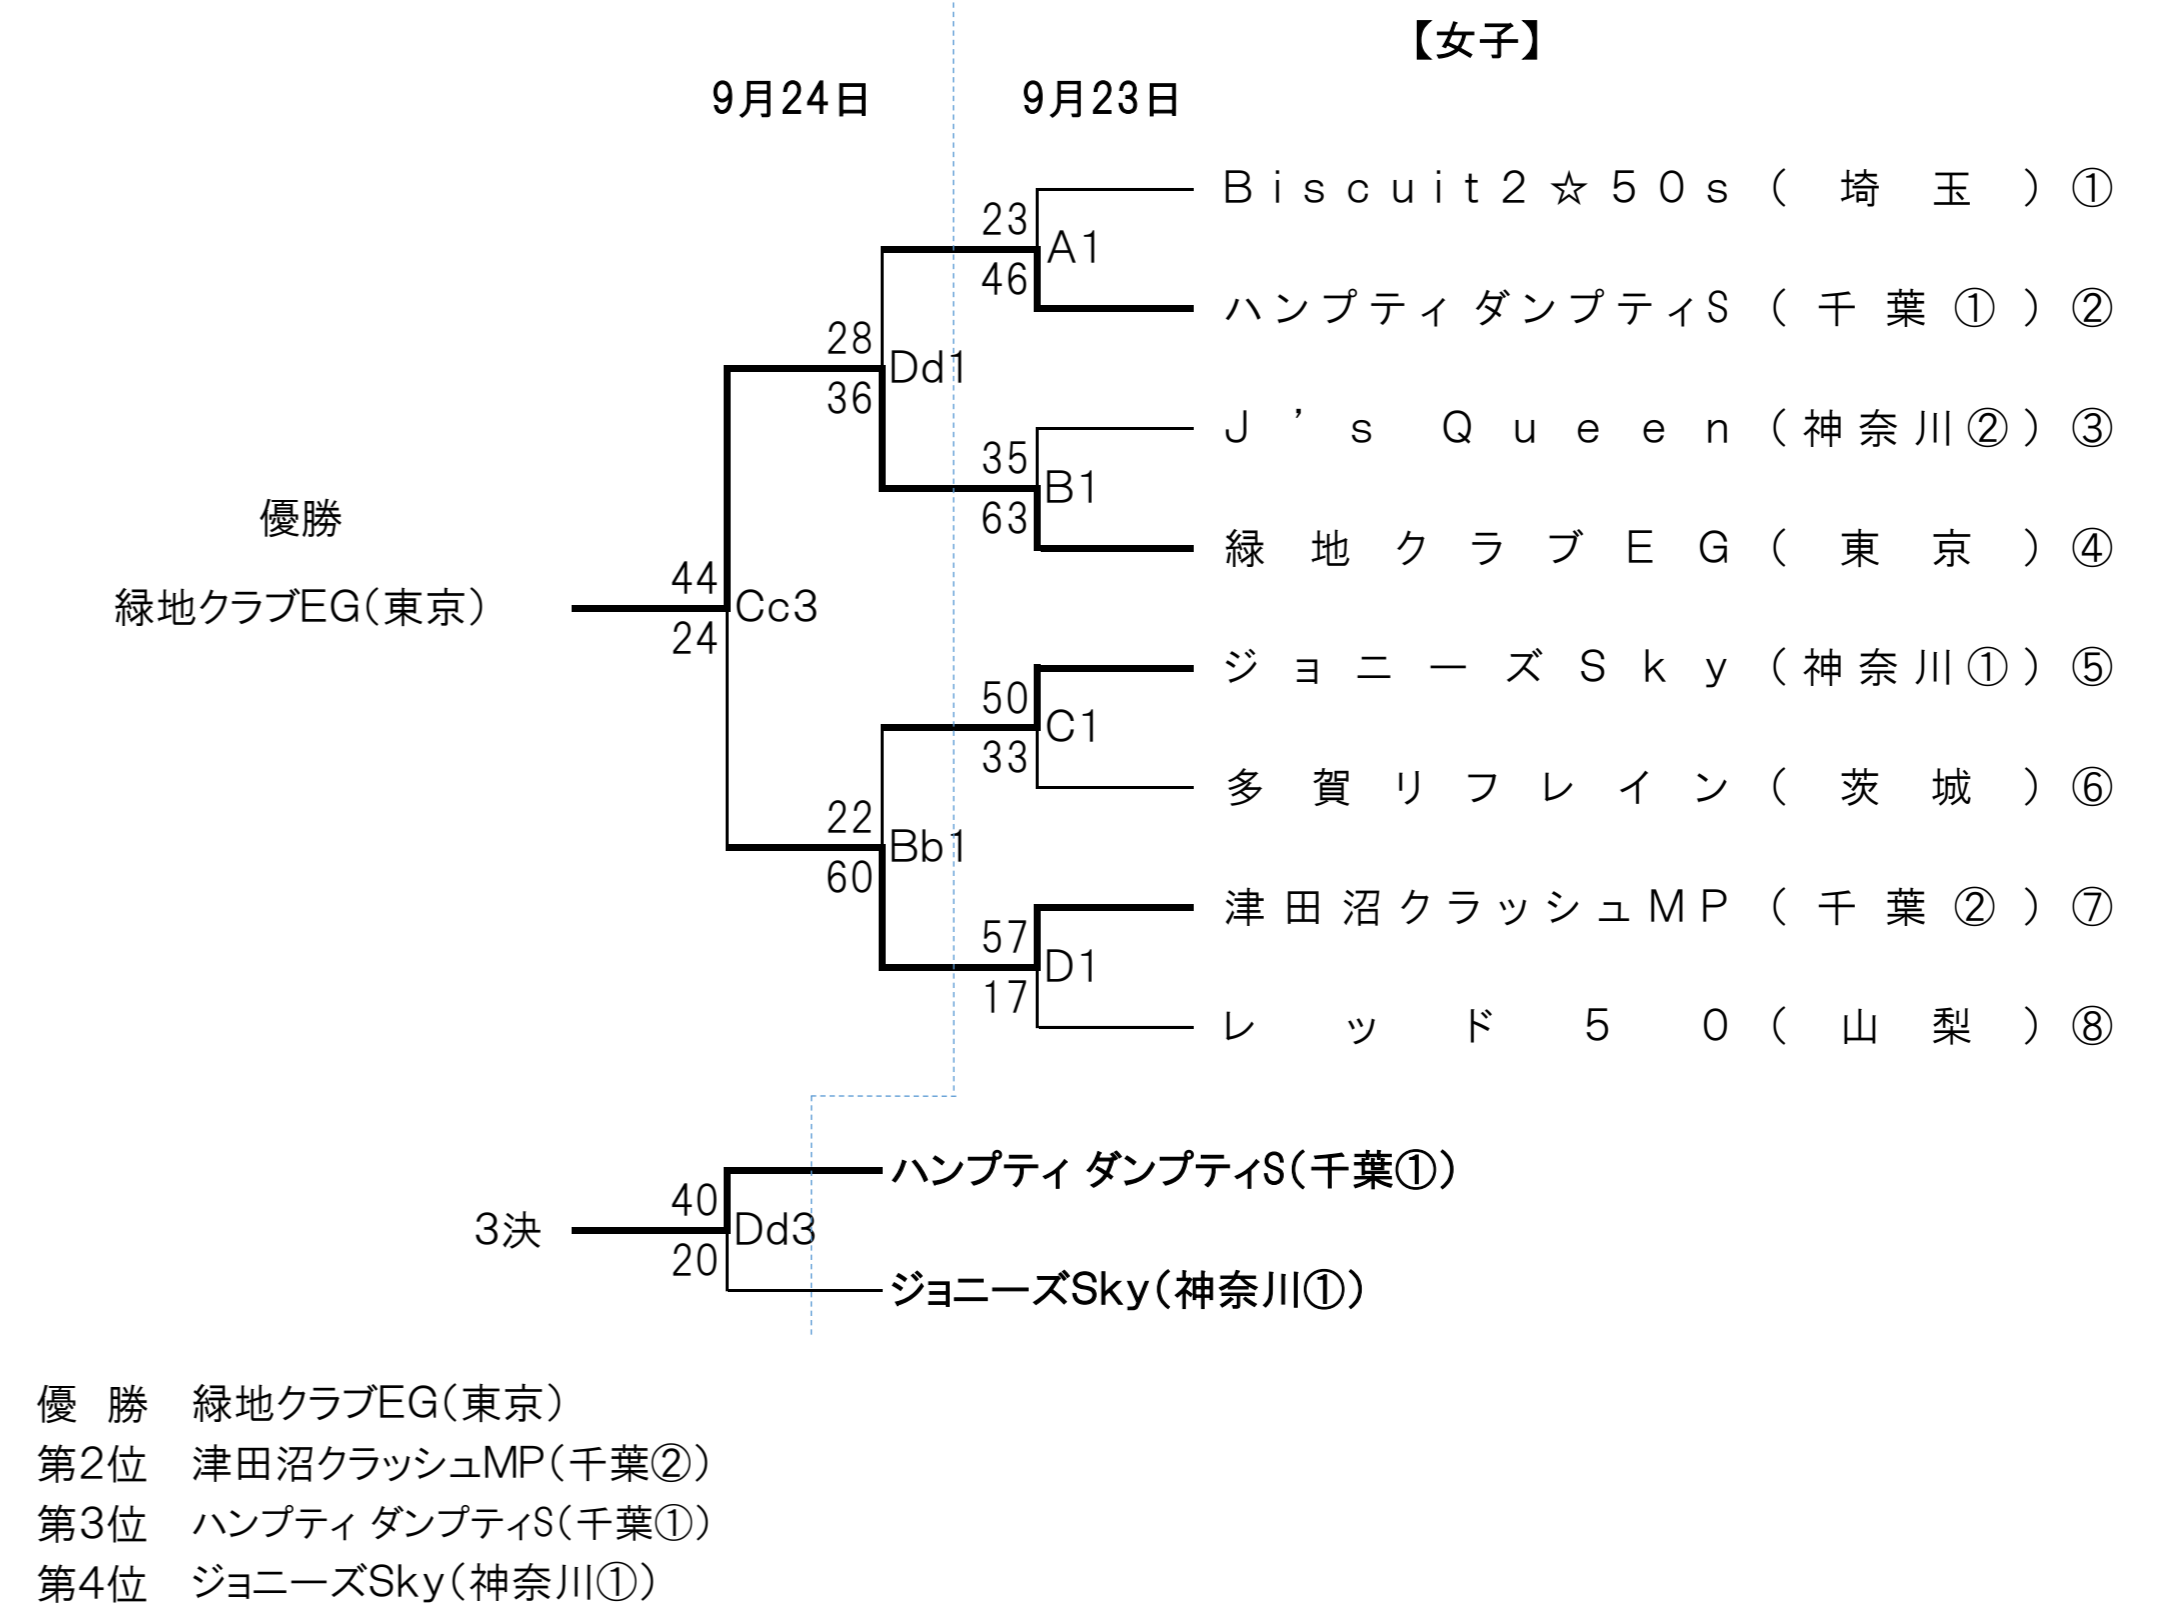 【女子】
9月24日 9月23日
Biscuit2☆50s(埼玉)①
23
A1
46
ハンプティダンプティS(千葉①)②
28
Dd1
36
J’s Queen(神奈川②)③
35
B1
63
緑地クラブEG(東京)④
優勝
44
緑地クラブEG(東京) Cc3
24
ジョニーズSky(神奈川①)⑤
50
C1
33
多賀リフレイン(茨城)⑥
22
Bb1
60
津田沼クラッシュMP(千葉②)⑦
57
D1
17
レッド50(山梨)⑧
ハンプティ ダンプティS(千葉①)
40
3決 Dd3
20
ジョニーズSky(神奈川①)
優 勝 緑地クラブEG(東京)
第2位 津田沼クラッシュMP(千葉②)
第3位 ハンプティ ダンプティS(千葉①)
第4位 ジョニーズSky(神奈川①)